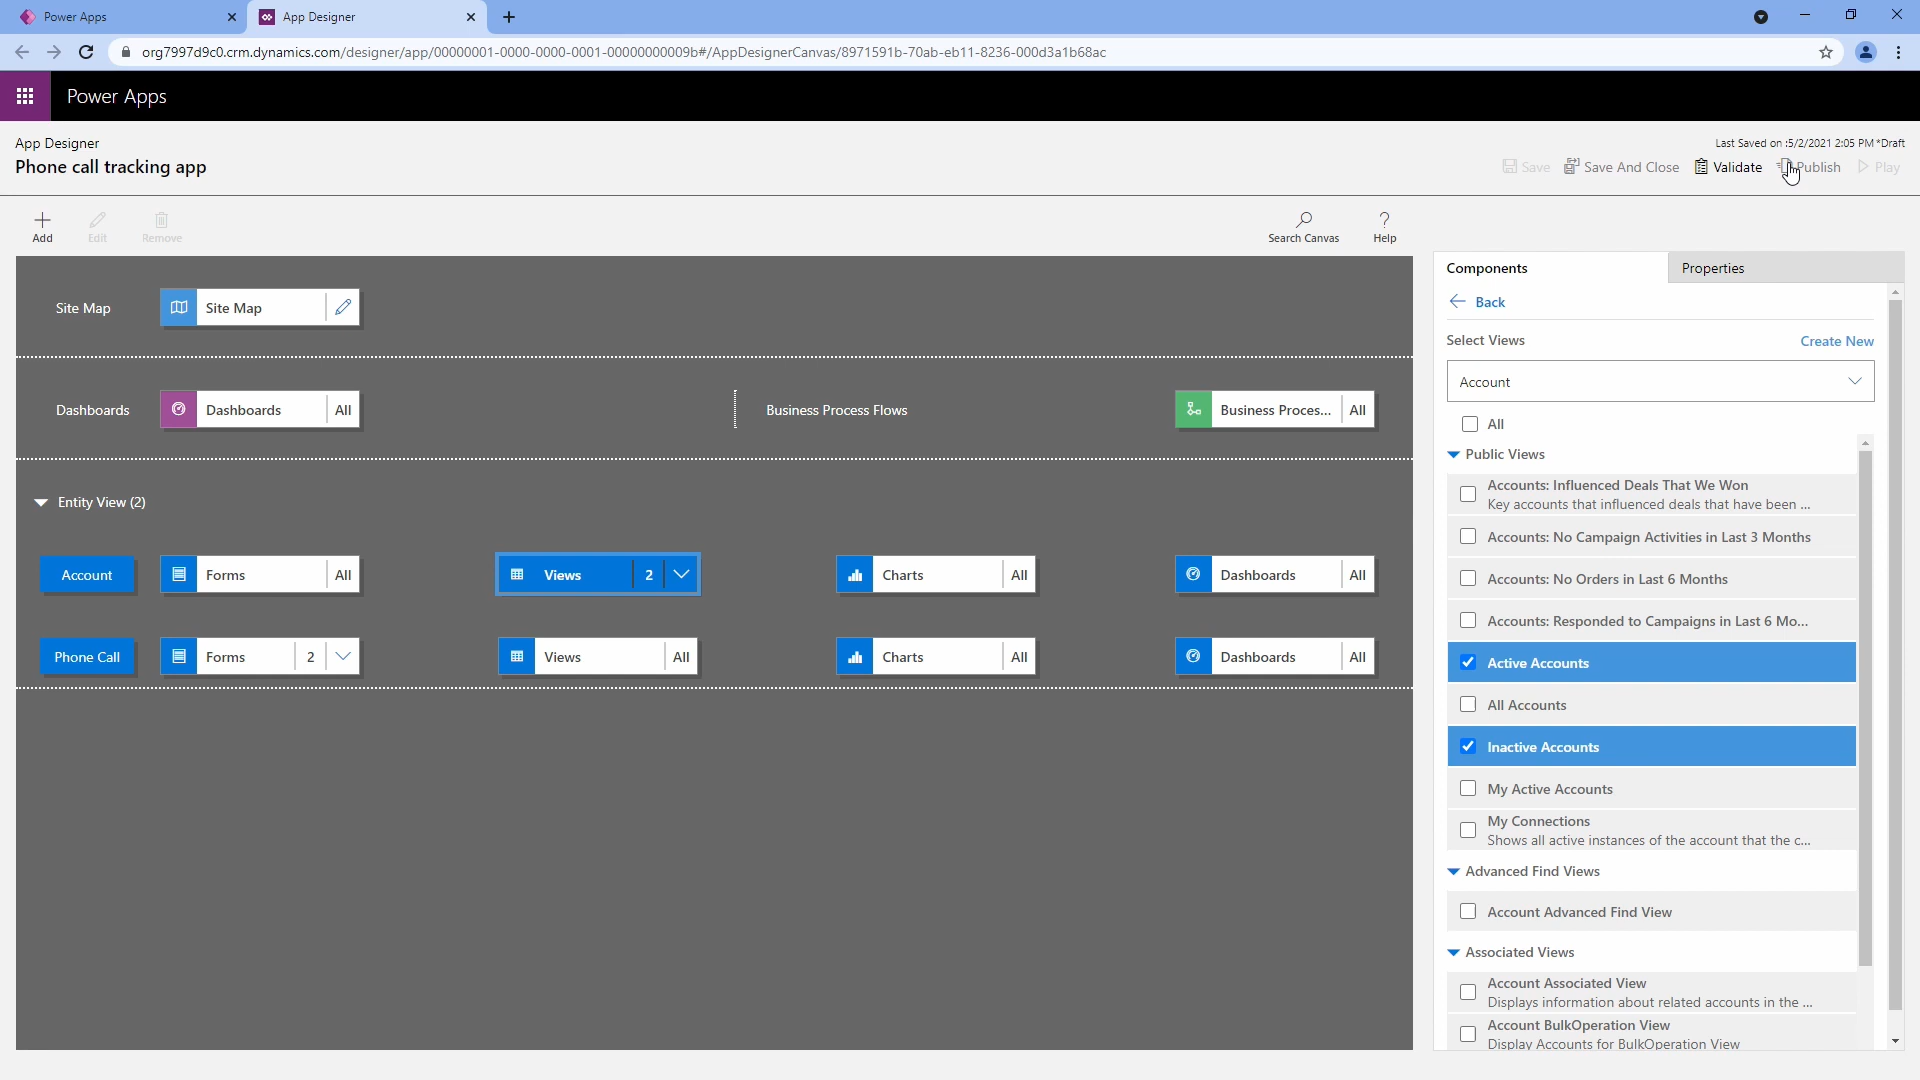 Power Apps
App Designer
org7997d9c0.crm.dynamics.com/designer/app/00000001-0000-0000-0001-00000000009b#/AppDesignerCanvas/8971591b-70ab-eb11-8236-000d3a1b68ac
Power Apps
App Designer
Last Saved on :5/2/2021 2:05 PM *Draft
Phone call tracking app
Save
Save And Close
Validate
Publish
Play
Add
Edit
Remove
Search Canvas
Help
Components
Properties
Back
Site Map
Site Map
Select Views
Create New
Account
Dashboards
Dashboards
All
Business Process Flows
Business Proces...
All
All
Public Views
Entity View (2)
Accounts: Influenced Deals That We Won
Key accounts that influenced deals that have been ...
Accounts: No Campaign Activities in Last 3 Months
Account
Forms
All
Views
2
Charts
All
Dashboards
All
Accounts: No Orders in Last 6 Months
Accounts: Responded to Campaigns in Last 6 Mo...
Phone Call
Forms
2
Views
All
Charts
All
Dashboards
All
Active Accounts
All Accounts
Inactive Accounts
My Active Accounts
My Connections
Shows all active instances of the account that the c...
Advanced Find Views
Account Advanced Find View
Associated Views
Account Associated View
Displays information about related accounts in the ...
Account BulkOperation View
Display Accounts for BulkOperation View